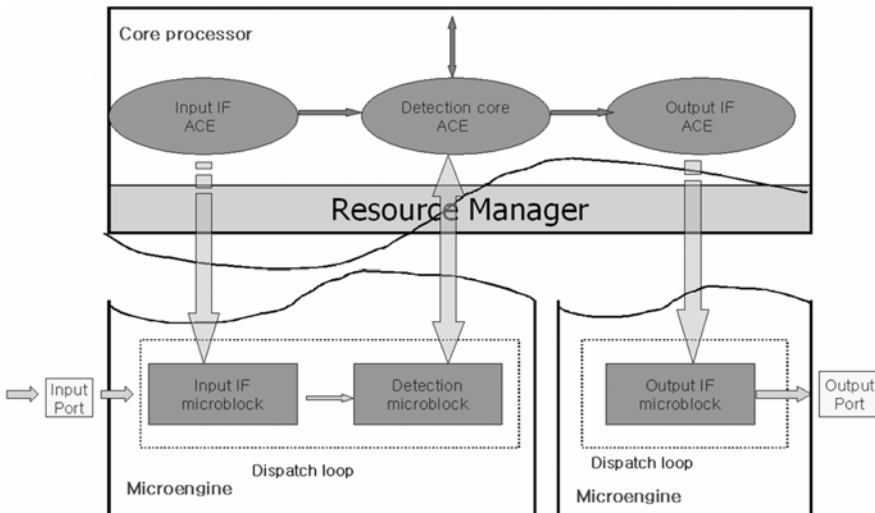 Core processor
Input IF
ACE
Detection core
ACE
Output IF
ACE
Resource Manager
Input
Port
Input IF
microblock
Detection
microblock
Output IF
microblock
Output
Port
Dispatch loop
Dispatch loop
Microengine
Microengine